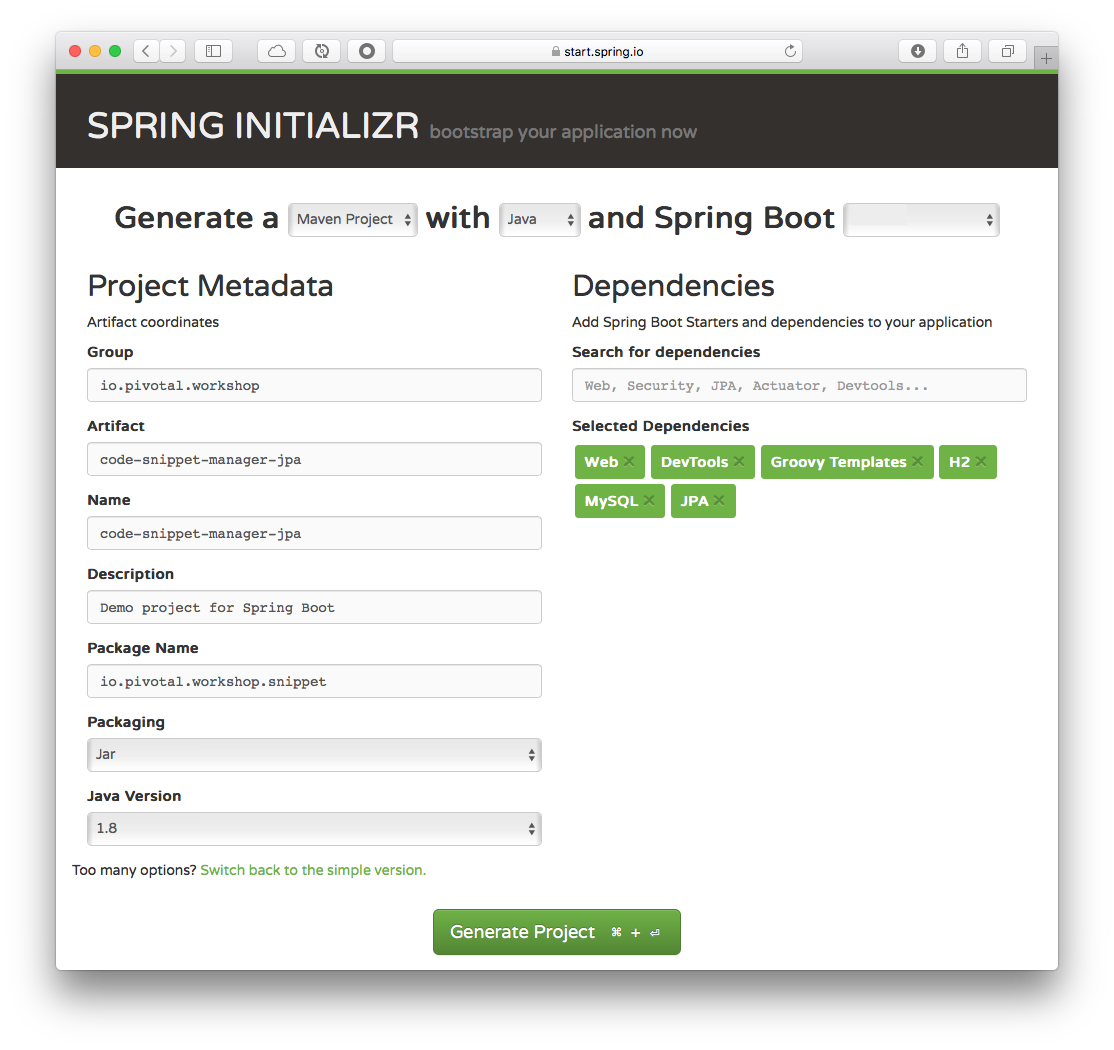 start.spring.io
SPRING INITIALIZR bootstrap your application now
Generate a Maven Project with Java and Spring Boot
Project Metadata
Artifact coordinates
Group
io.pivotal.workshop
Artifact
code-snippet-manager-jpa
Name
code-snippet-manager-jpa
Description
Demo project for Spring Boot
Package Name
io.pivotal.workshop.snippet
Packaging
Jar
Java Version
1.8
Too many options? Switch back to the simple version.
Dependencies
Add Spring Boot Starters and dependencies to your application
Search for dependencies
Web, Security, JPA, Actuator, Devtools...
Selected Dependencies
Web × DevTools × Groovy Templates × H2 ×
MySQL × JPA ×
Generate Project ⌘ + ⏎